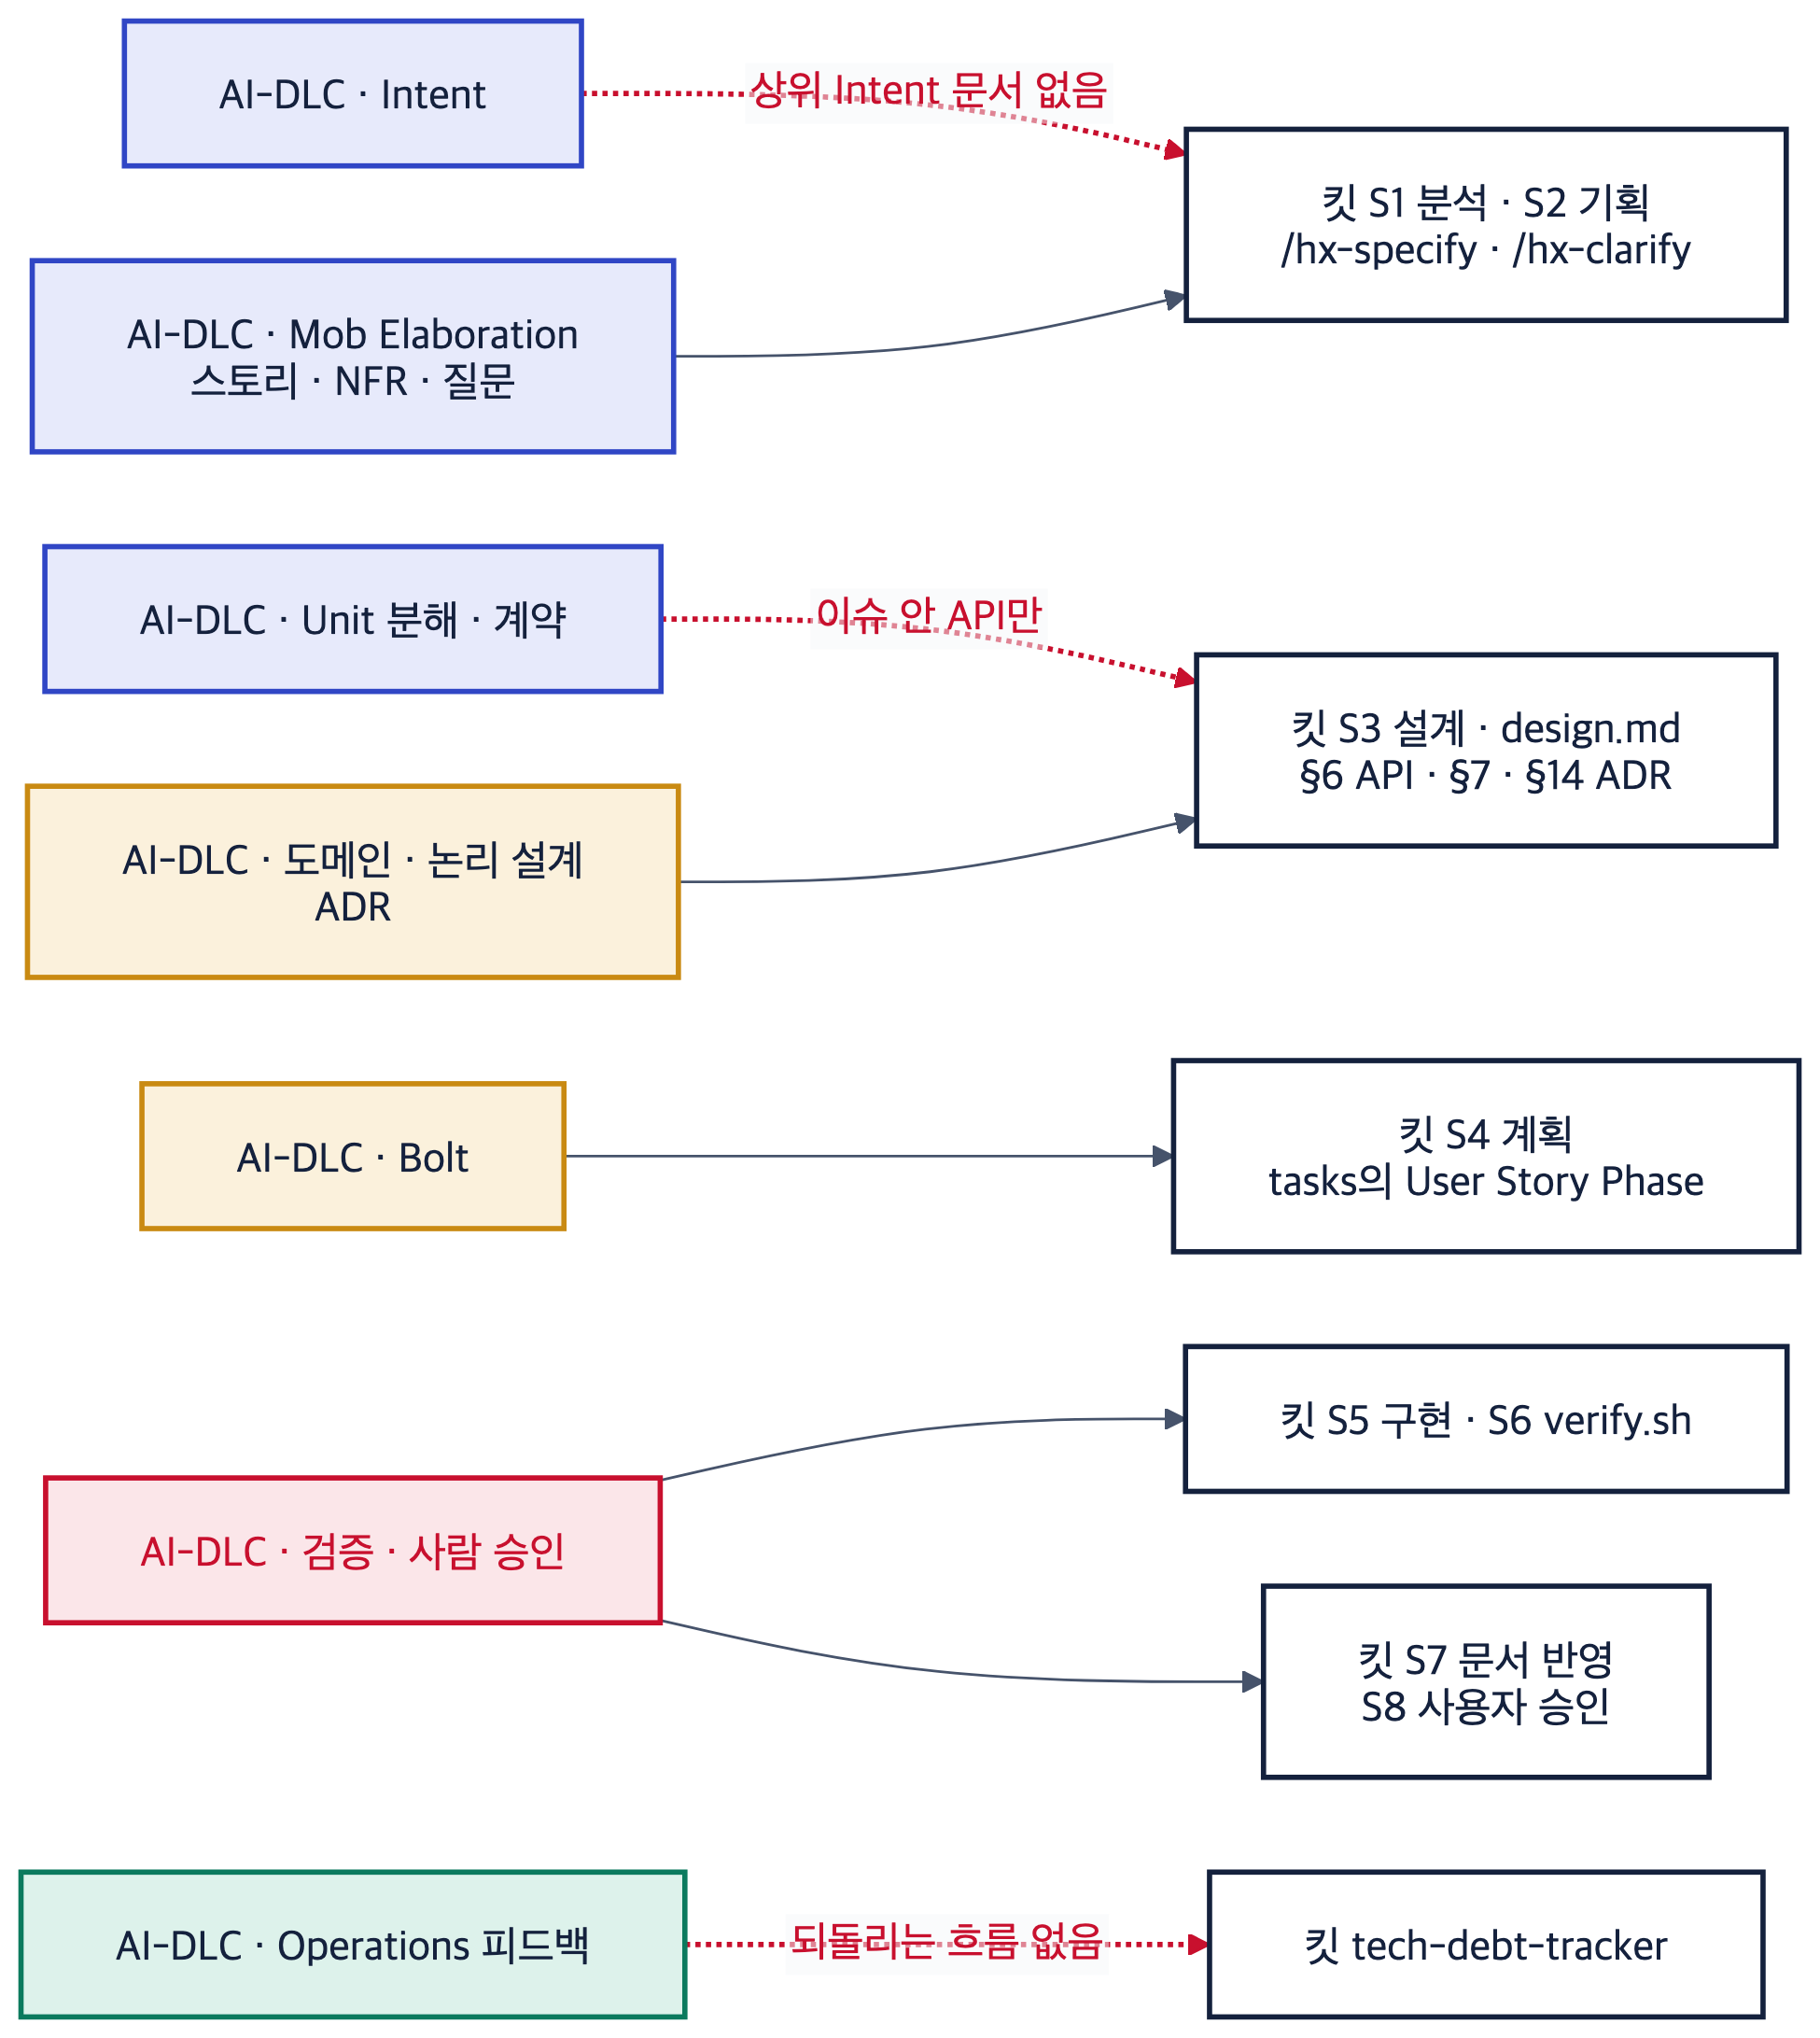 AI-DLC · Intent
상위 Intent 문서 없음
킷 S1 분석 · S2 기획
/hx-specify · /hx-clarify
AI-DLC · Mob Elaboration
스토리 · NFR · 질문
AI-DLC · Unit 분해 · 계약
이슈 안 API만
킷 S3 설계 · design.md
§6 API · §7 · §14 ADR
AI-DLC · 도메인 · 논리 설계
ADR
AI-DLC · Bolt
킷 S4 계획
tasks의 User Story Phase
킷 S5 구현 · S6 verify.sh
AI-DLC · 검증 · 사람 승인
킷 S7 문서 반영
S8 사용자 승인
AI-DLC · Operations 피드백
되돌리는 흐름 없음
킷 tech-debt-tracker